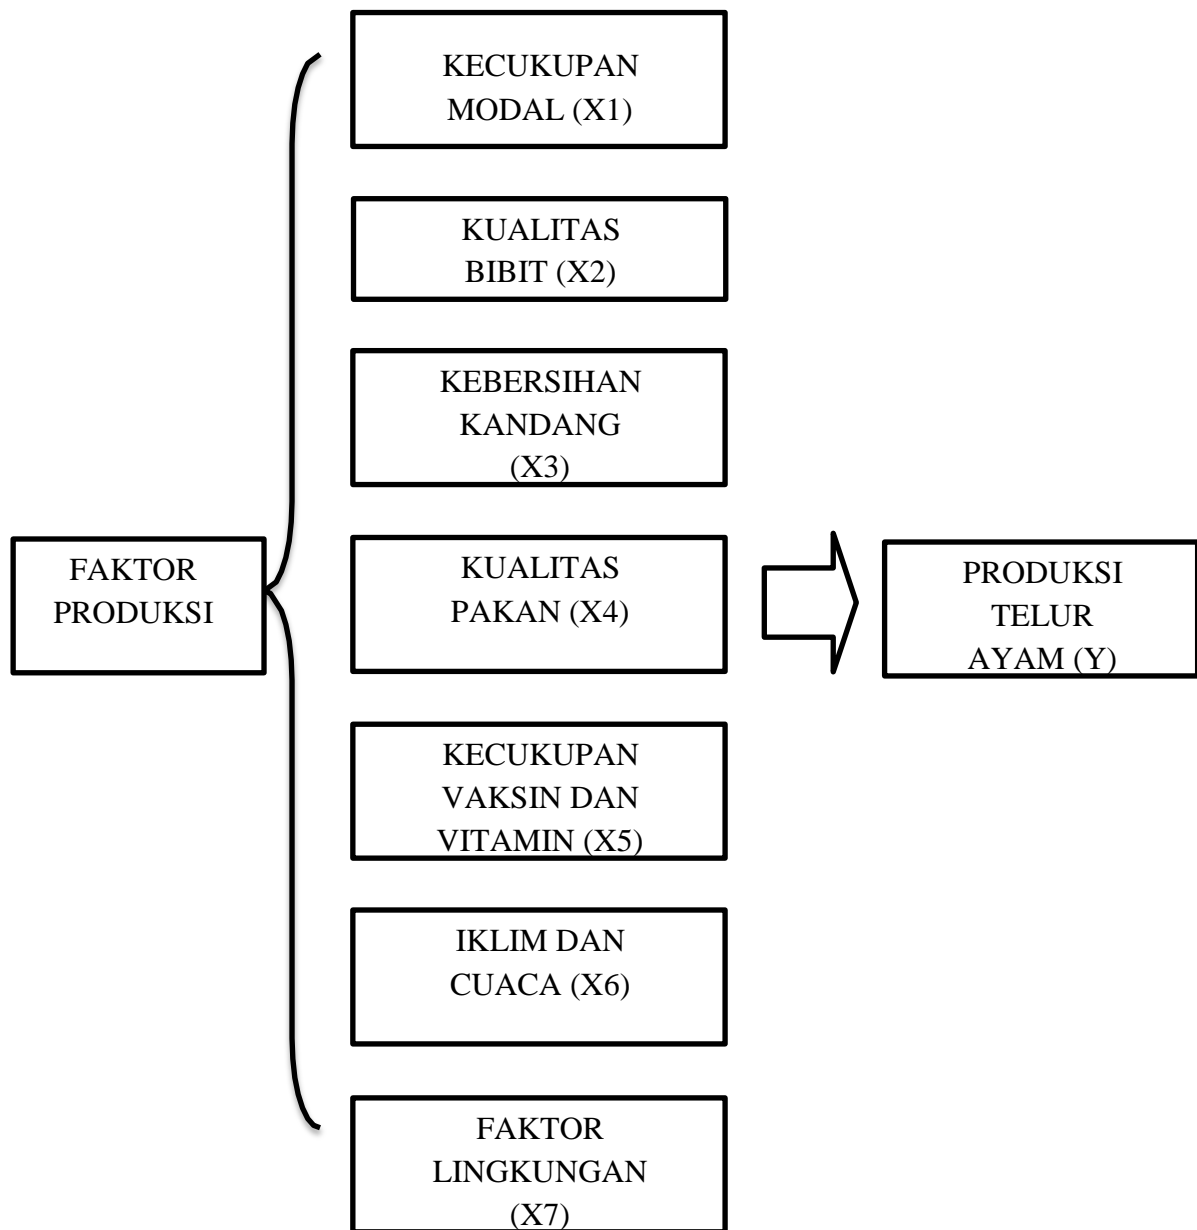 KECUKUPAN
MODAL (X1)
KUALITAS
BIBIT (X2)
KEBERSIHAN
KANDANG
(X3)
FAKTOR
PRODUKSI
KUALITAS
PAKAN (X4)
PRODUKSI
TELUR
AYAM (Y)
KECUKUPAN
VAKSIN DAN
VITAMIN (X5)
IKLIM DAN
CUACA (X6)
FAKTOR
LINGKUNGAN
(X7)